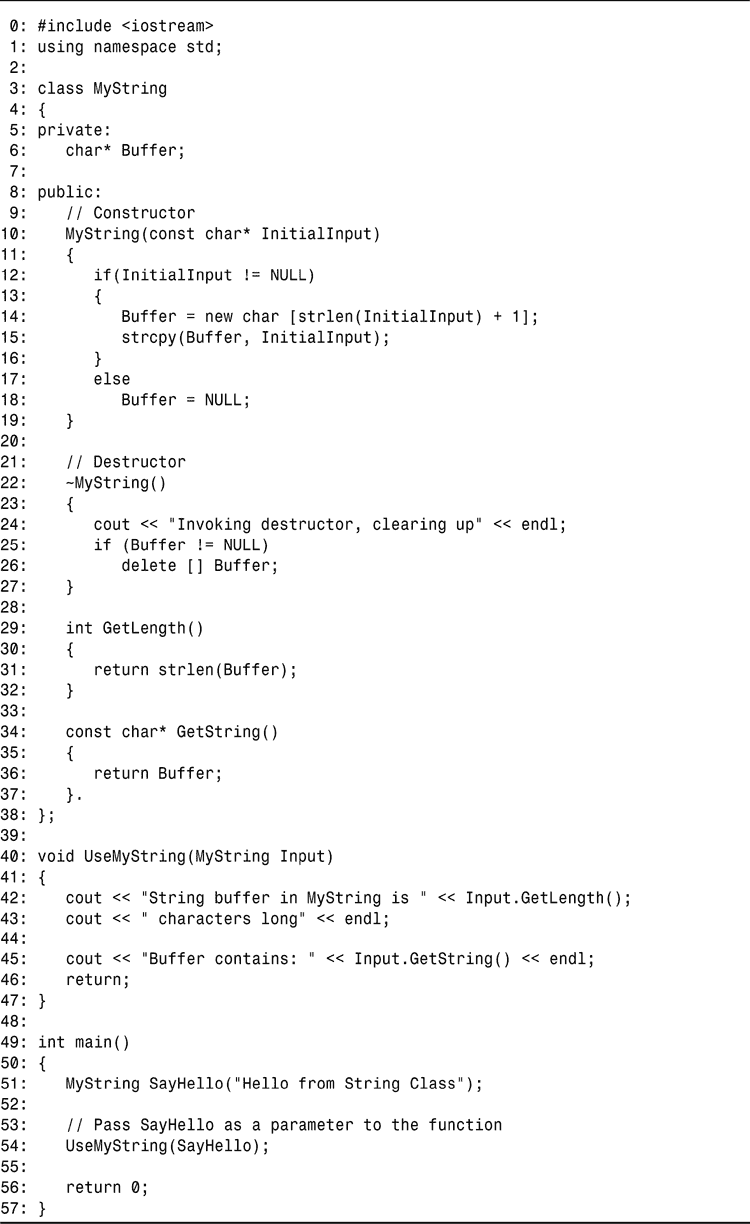 0: #include <iostream>
1: using namespace std;
2:
3: class MyString
4: {
5: private:
6:    char* Buffer;
7:
8: public:
9:    // Constructor
10:    MyString(const char* InitialInput)
11:    {
12:       if(InitialInput != NULL)
13:       {
14:          Buffer = new char [strlen(InitialInput) + 1];
15:          strcpy(Buffer, InitialInput);
16:       }
17:       else
18:          Buffer = NULL;
19:    }
20:
21:    // Destructor
22:    ~MyString()
23:    {
24:       cout << "Invoking destructor, clearing up" << endl;
25:       if (Buffer != NULL)
26:          delete [] Buffer;
27:    }
28:
29:    int GetLength()
30:    {
31:       return strlen(Buffer);
32:    }
33:
34:    const char* GetString()
35:    {
36:       return Buffer;
37:    }.
38: };
39:
40: void UseMyString(MyString Input)
41: {
42:    cout << "String buffer in MyString is " << Input.GetLength();
43:    cout << " characters long" << endl;
44:
45:    cout << "Buffer contains: " << Input.GetString() << endl;
46:    return;
47: }
48:
49: int main()
50: {
51:    MyString SayHello("Hello from String Class");
52:
53:    // Pass SayHello as a parameter to the function
54:    UseMyString(SayHello);
55:
56:    return 0;
57: }